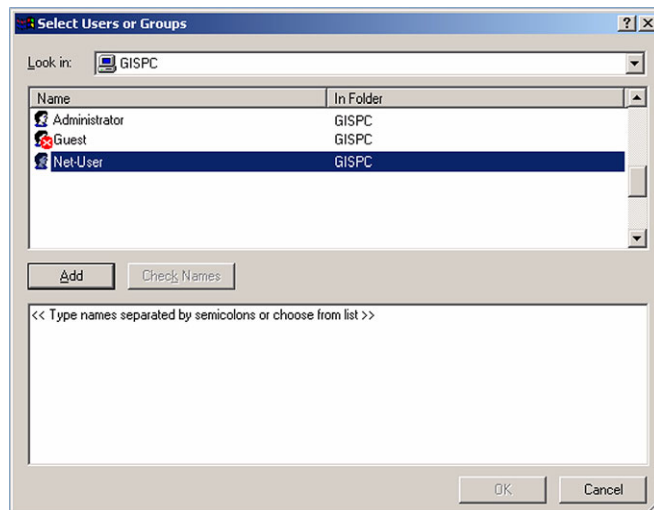 Select Users or Groups
Look in: GISPC
Name In Folder
Administrator GISPC
Guest GISPC
Net-User GISPC
Add Check Names
<< Type names separated by semicolons or choose from list >>
OK Cancel